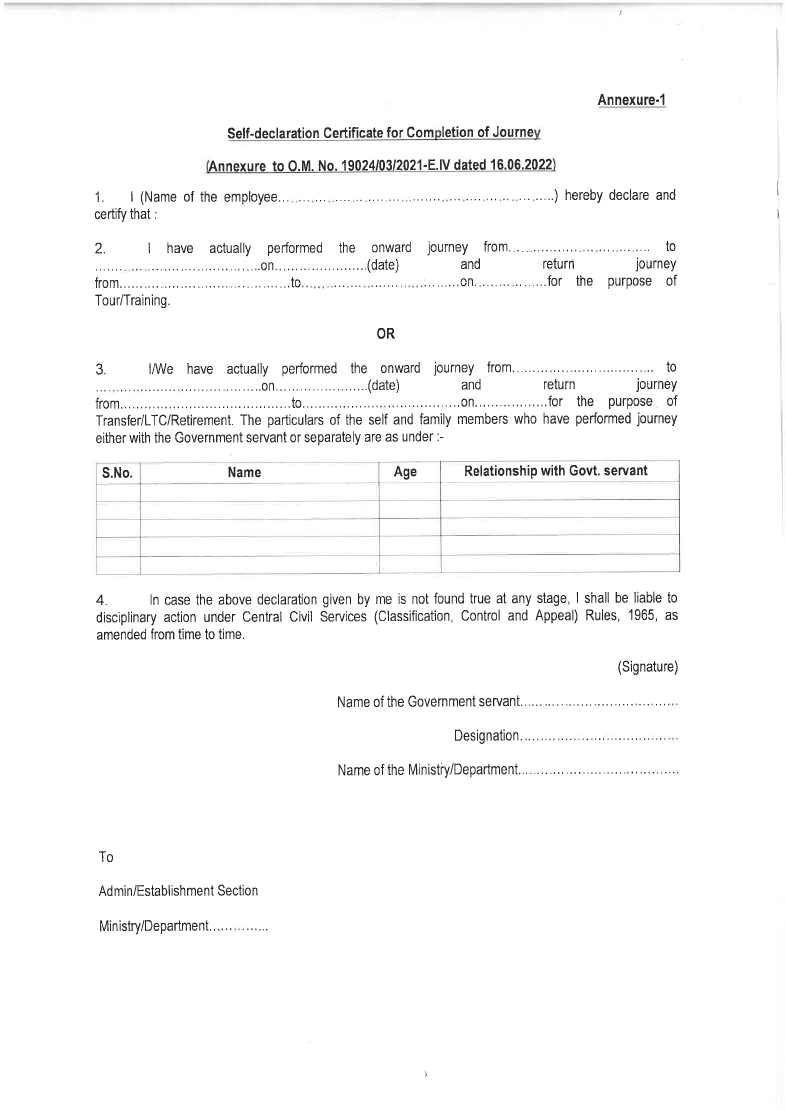 Annexure-1
Self-declaration Certificate for Completion of Journey
(Annexure to O.M. No. 19024/03/2021-E.IV dated 16.06.2022)
1. I (Name of the employee..................................................................) hereby declare and
certify that :
2. I have actually performed the onward journey from.................................. to
........................................on......................(date) and return journey
from.........................................to......................................on.................for the purpose of
Tour/Training.
OR
3. I/We have actually performed the onward journey from.................................. to
........................................on......................(date) and return journey
from.........................................to......................................on.................for the purpose of
Transfer/LTC/Retirement. The particulars of the self and family members who have performed journey
either with the Government servant or separately are as under :-
S.No. Name Age Relationship with Govt. servant
4. In case the above declaration given by me is not found true at any stage, I shall be liable to
disciplinary action under Central Civil Services (Classification, Control and Appeal) Rules, 1965, as
amended from time to time.
(Signature)
Name of the Government servant......................................
Designation......................................
Name of the Ministry/Department.......................................
To
Admin/Establishment Section
Ministry/Department..............